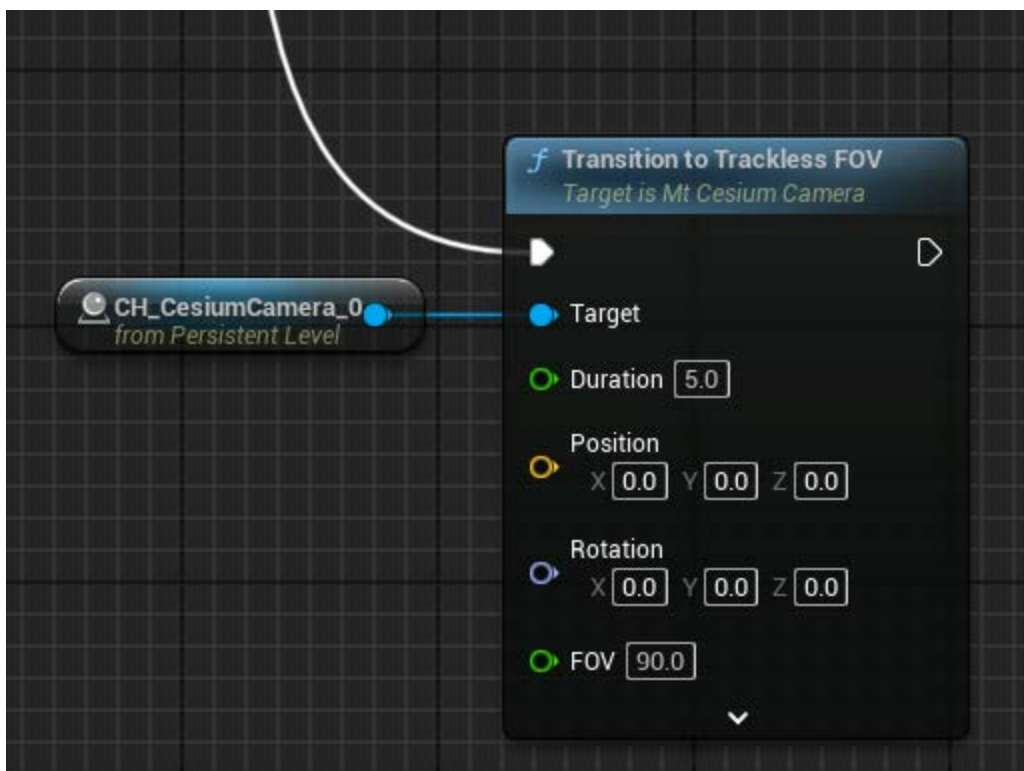 f Transition to Trackless FOV
Target is Mt Cesium Camera
CH_CesiumCamera_0
from Persistent Level
Target
Duration 5.0
Position
X 0.0 Y 0.0 Z 0.0
Rotation
X 0.0 Y 0.0 Z 0.0
FOV 90.0